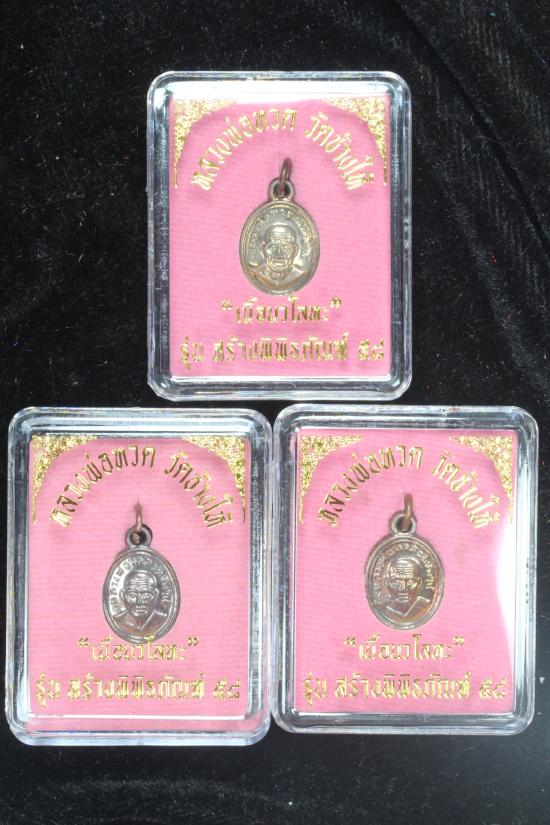 หลวงพ่อทวด วัดช้างให้
"เนื้อนวโลหะ"
รุ่น สร้างพิพิธภัณฑ์ ๕๘
หลวงพ่อทวด วัดช้างให้
"เนื้อนวโลหะ"
รุ่น สร้างพิพิธภัณฑ์ ๕๘
หลวงพ่อทวด วัดช้างให้
"เนื้อนวโลหะ"
รุ่น สร้างพิพิธภัณฑ์ ๕๘